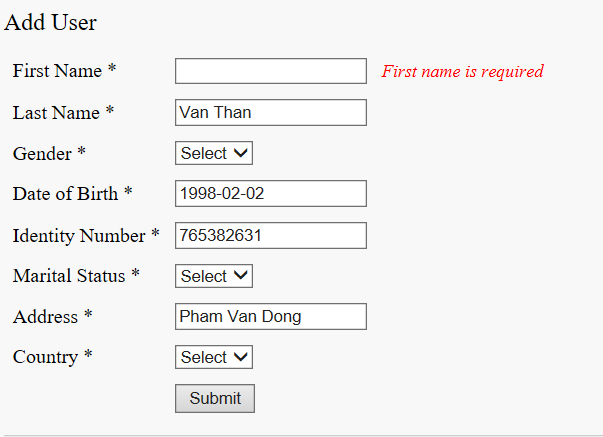 Add User
First Name * First name is required
Last Name * Van Than
Gender * Select
Date of Birth * 1998-02-02
Identity Number * 765382631
Marital Status * Select
Address * Pham Van Dong
Country * Select
Submit